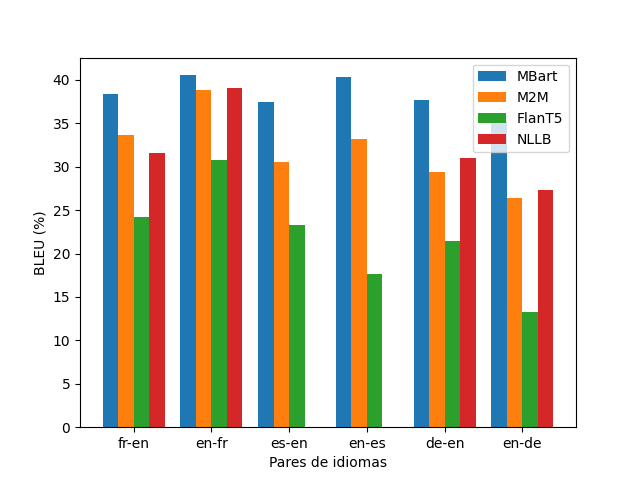 40
35
30
25
20
15
10
5
0
BLEU (%)
MBart
M2M
FlanT5
NLLB
fr-en en-fr es-en en-es de-en en-de
Pares de idiomas